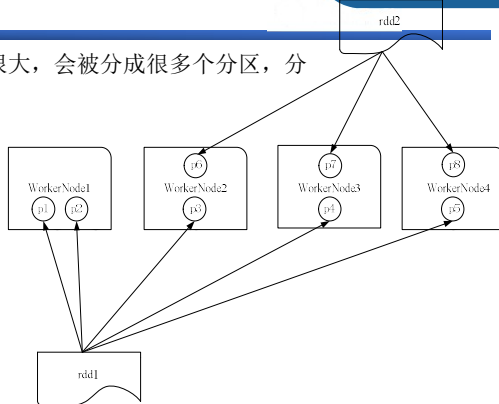 rdd2
很大，会被分成很多个分区，分
p6
p7
p8
WorkerNode1
WorkerNode2
WorkerNode3
WorkerNode4
p1
p2
p3
p4
p5
rdd1